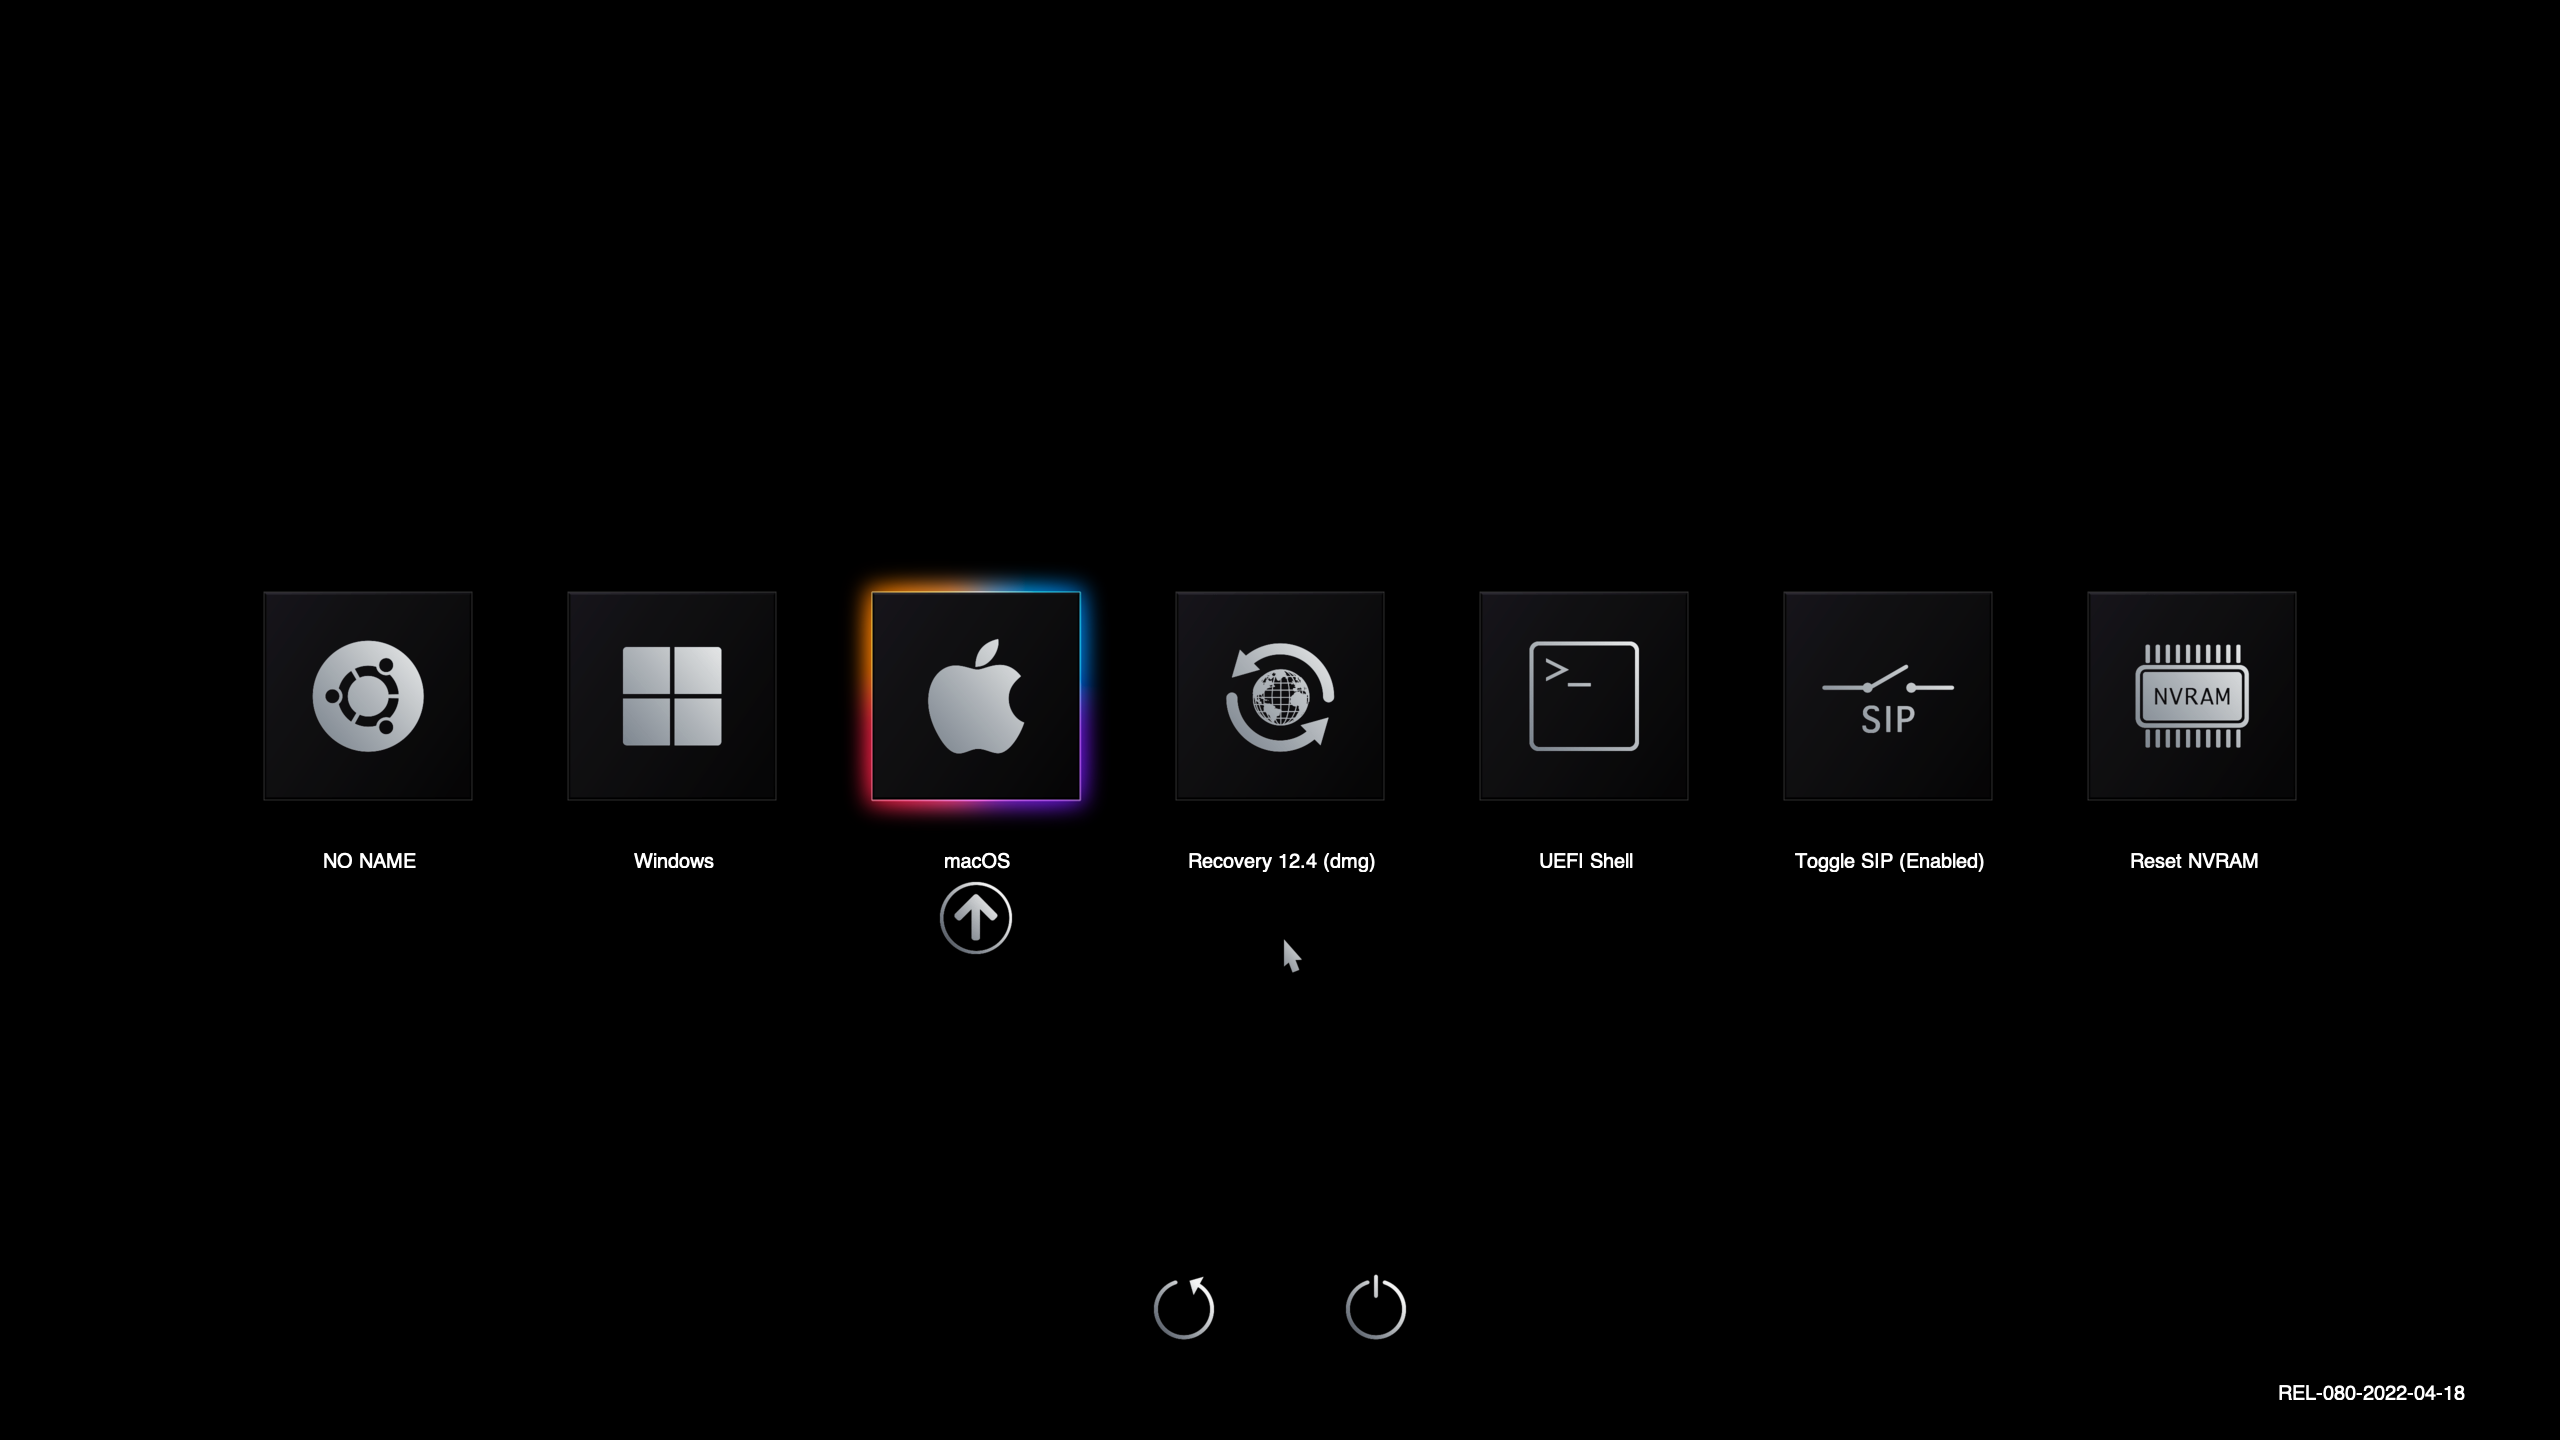 >_
SIP
NVRAM
NO NAME
Windows
macOS
Recovery 12.4 (dmg)
UEFI Shell
Toggle SIP (Enabled)
Reset NVRAM
REL-080-2022-04-18